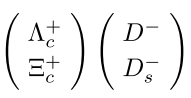 ( Λ_c^+ ) ( D^- )
( Ξ_c^+ ) ( D_s^- )